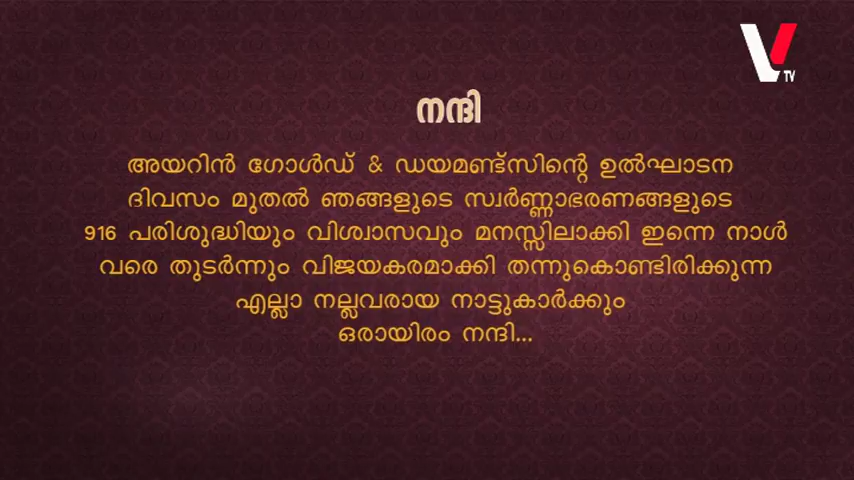 V TV
നന്ദി
അയറിൻ ഗോൾഡ് & ഡയമണ്ട്സിന്റെ ഉൽഘാടന
ദിവസം മുതൽ ഞങ്ങളുടെ സ്വർണ്ണാഭരണങ്ങളുടെ
916 പരിശുദ്ധിയും വിശ്വാസവും മനസ്സിലാക്കി ഇന്നെ നാൾ
വരെ തുടർന്നും വിജയകരമാക്കി തന്നുകൊണ്ടിരിക്കുന്ന
എല്ലാ നല്ലവരായ നാട്ടുകാർക്കും
ഒരായിരം നന്ദി...